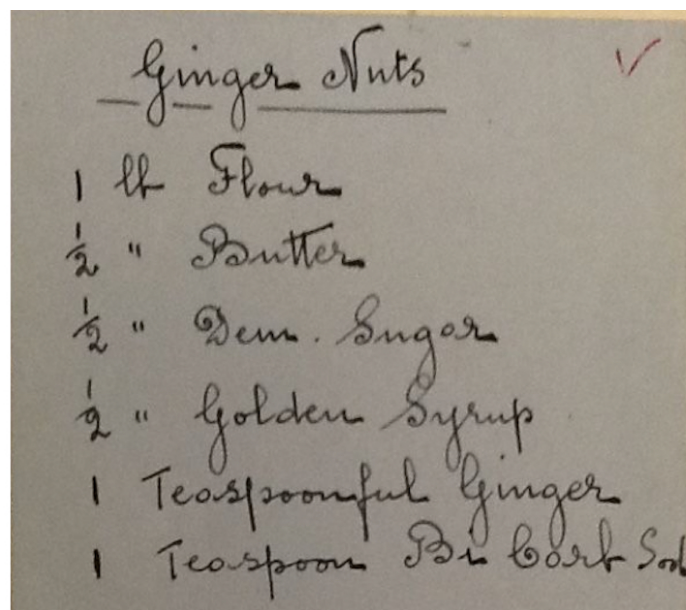 Ginger Nuts
1 lb Flour
½ " Butter
½ " Dem. Sugar
½ " Golden Syrup
1 Teaspoonful Ginger
1 Teaspoon Bi Carb Sod